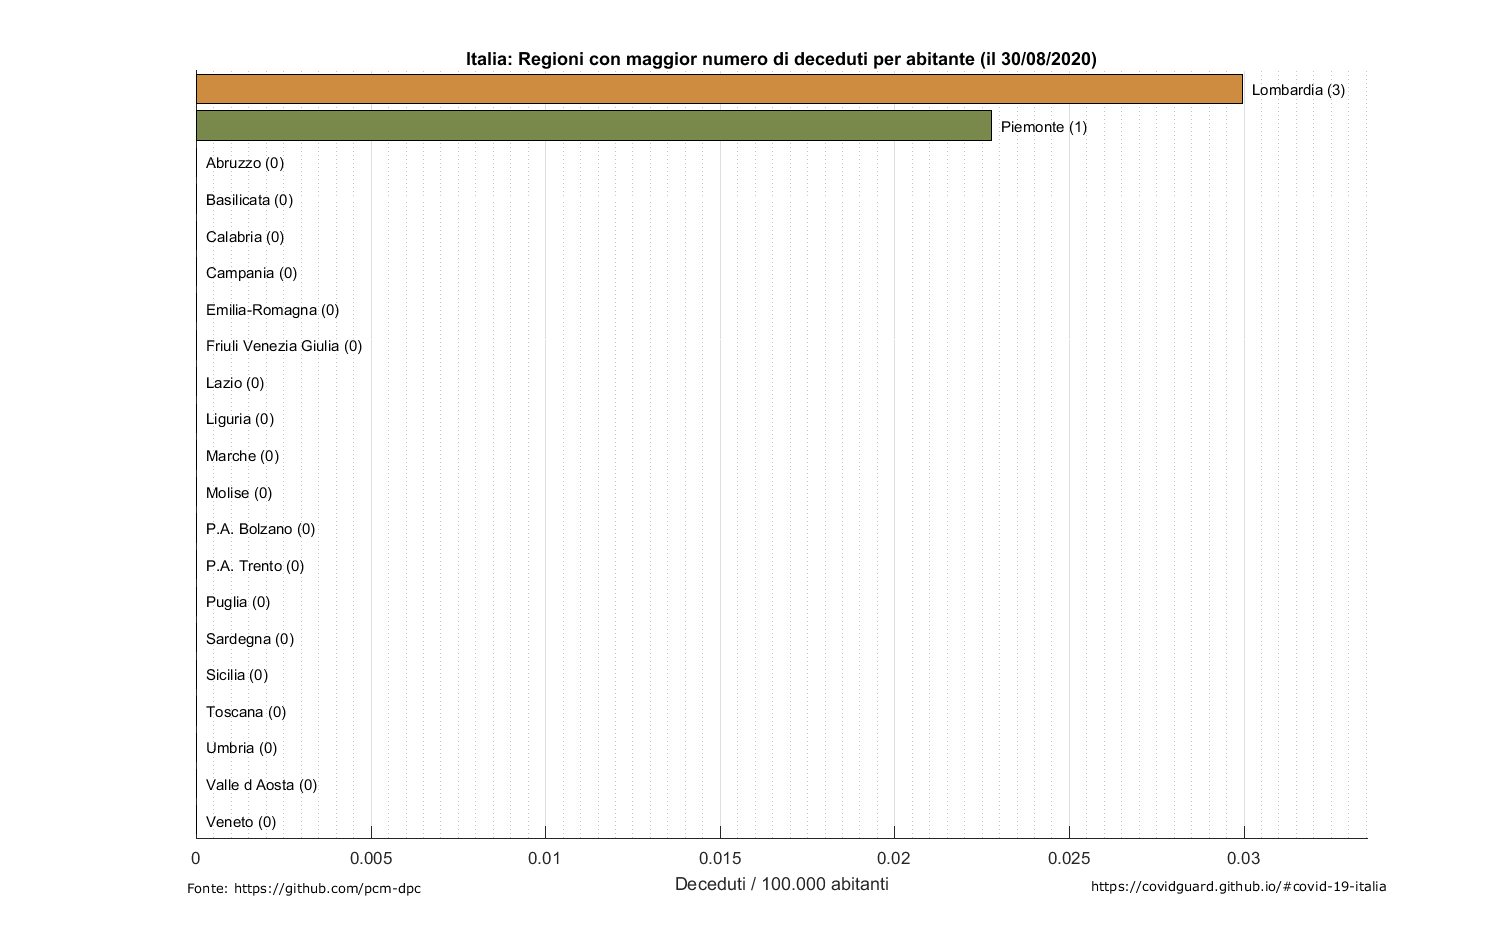 Italia: Regioni con maggior numero di deceduti per abitante (il 30/08/2020)
Lombardia (3)
Piemonte (1)
Abruzzo (0)
Basilicata (0)
Calabria (0)
Campania (0)
Emilia-Romagna (0)
Friuli Venezia Giulia (0)
Lazio (0)
Liguria (0)
Marche (0)
Molise (0)
P.A. Bolzano (0)
P.A. Trento (0)
Puglia (0)
Sardegna (0)
Sicilia (0)
Toscana (0)
Umbria (0)
Valle d Aosta (0)
Veneto (0)
0 0.005 0.01 0.015 0.02 0.025 0.03
Deceduti / 100.000 abitanti
Fonte: https://github.com/pcm-dpc
https://covidguard.github.io/#covid-19-italia